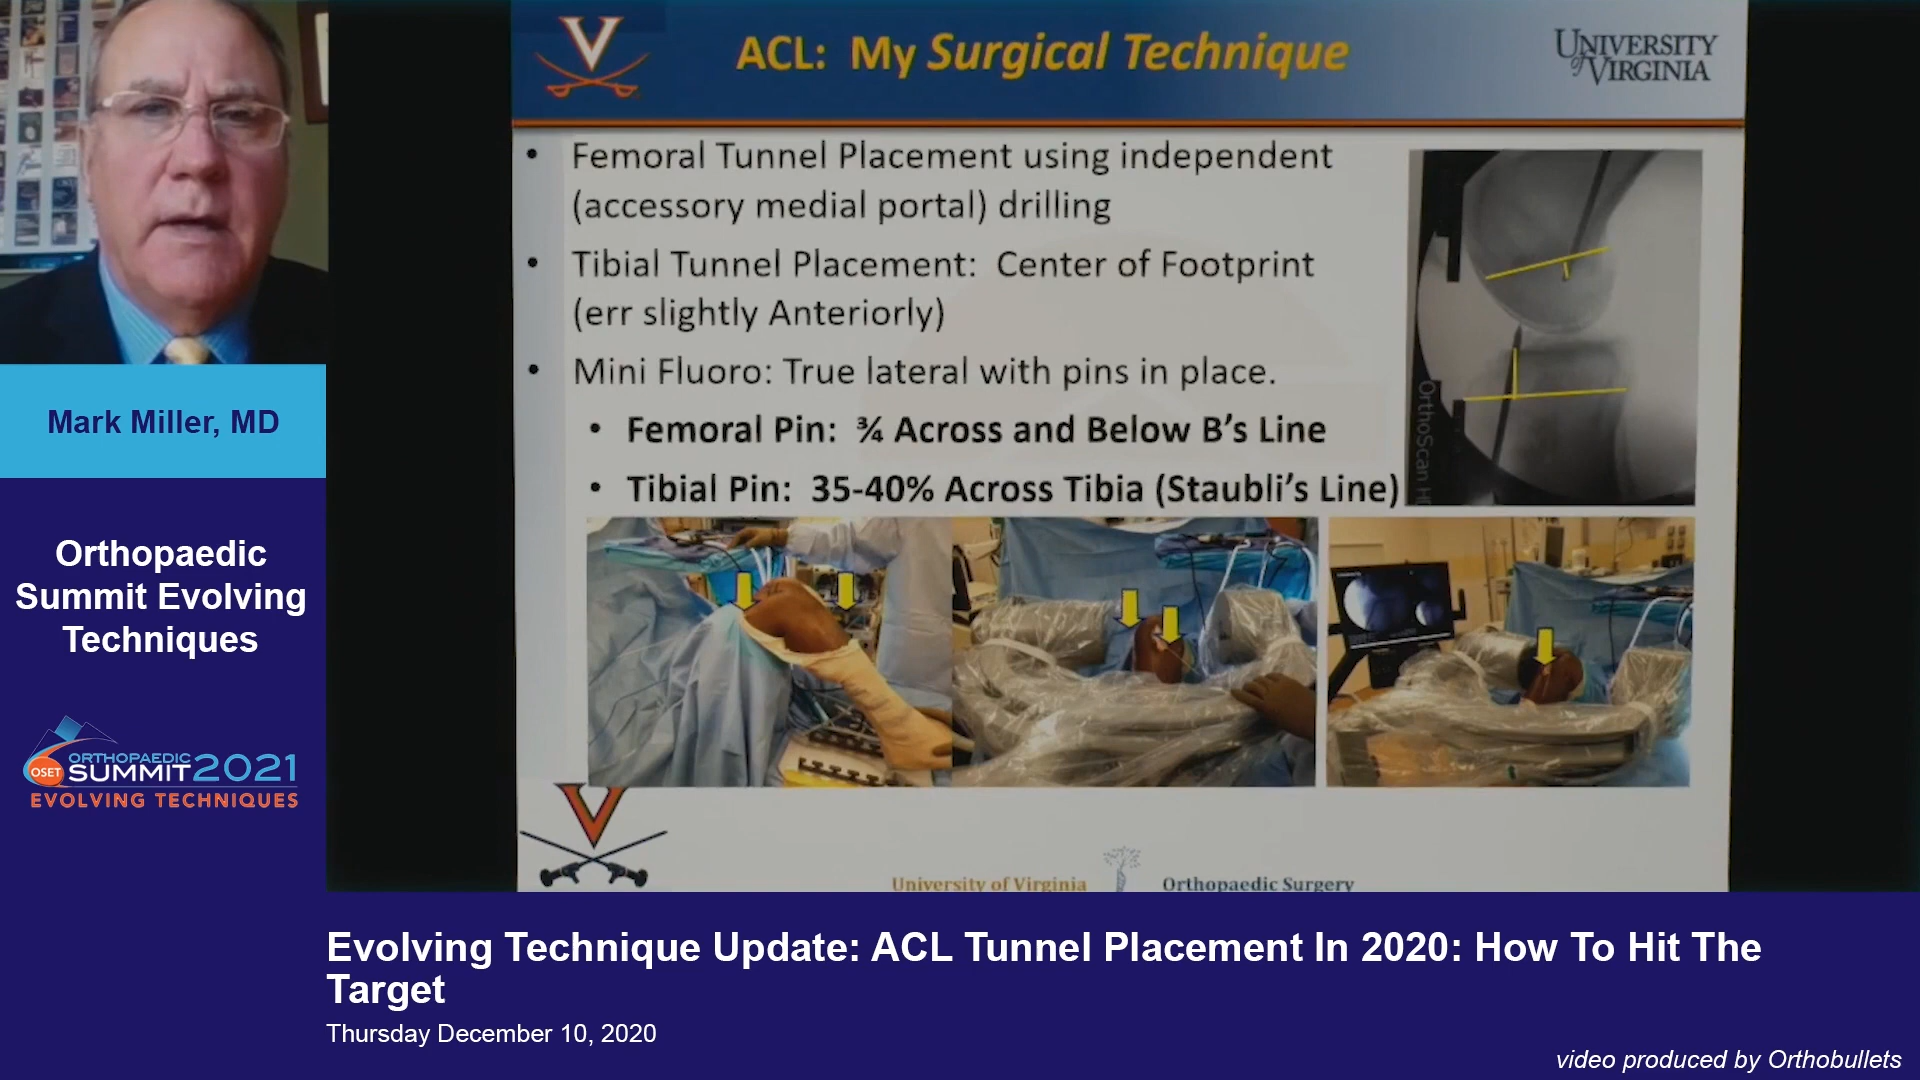 V
ACL: My Surgical Technique
UNIVERSITY
of VIRGINIA
• Femoral Tunnel Placement using independent
(accessory medial portal) drilling
• Tibial Tunnel Placement: Center of Footprint
(err slightly Anteriorly)
• Mini Fluoro: True lateral with pins in place.
• Femoral Pin: ¾ Across and Below B's Line
• Tibial Pin: 35-40% Across Tibia (Staubli's Line)
OrthoScan H
V
University of Virginia
Orthopaedic Surgery
Mark Miller, MD
Orthopaedic
Summit Evolving
Techniques
OSET
ORTHOPAEDIC
SUMMIT 2021
EVOLVING TECHNIQUES
Evolving Technique Update: ACL Tunnel Placement In 2020: How To Hit The
Target
Thursday December 10, 2020
video produced by Orthobullets